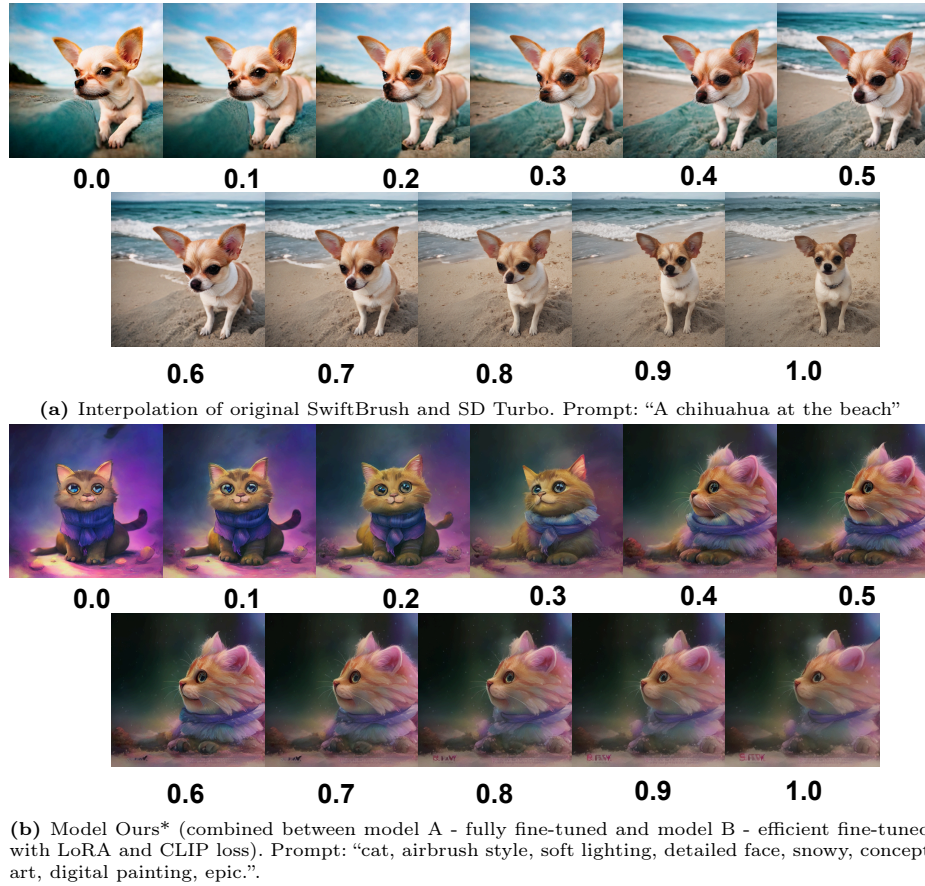 0.0 0.1 0.2 0.3 0.4 0.5
0.6 0.7 0.8 0.9 1.0
(a) Interpolation of original SwiftBrush and SD Turbo. Prompt: “A chihuahua at the beach”
0.0 0.1 0.2 0.3 0.4 0.5
0.6 0.7 0.8 0.9 1.0
(b) Model Ours* (combined between model A - fully fine-tuned and model B - efficient fine-tuned
with LoRA and CLIP loss). Prompt: “cat, airbrush style, soft lighting, detailed face, snowy, concept
art, digital painting, epic.”.